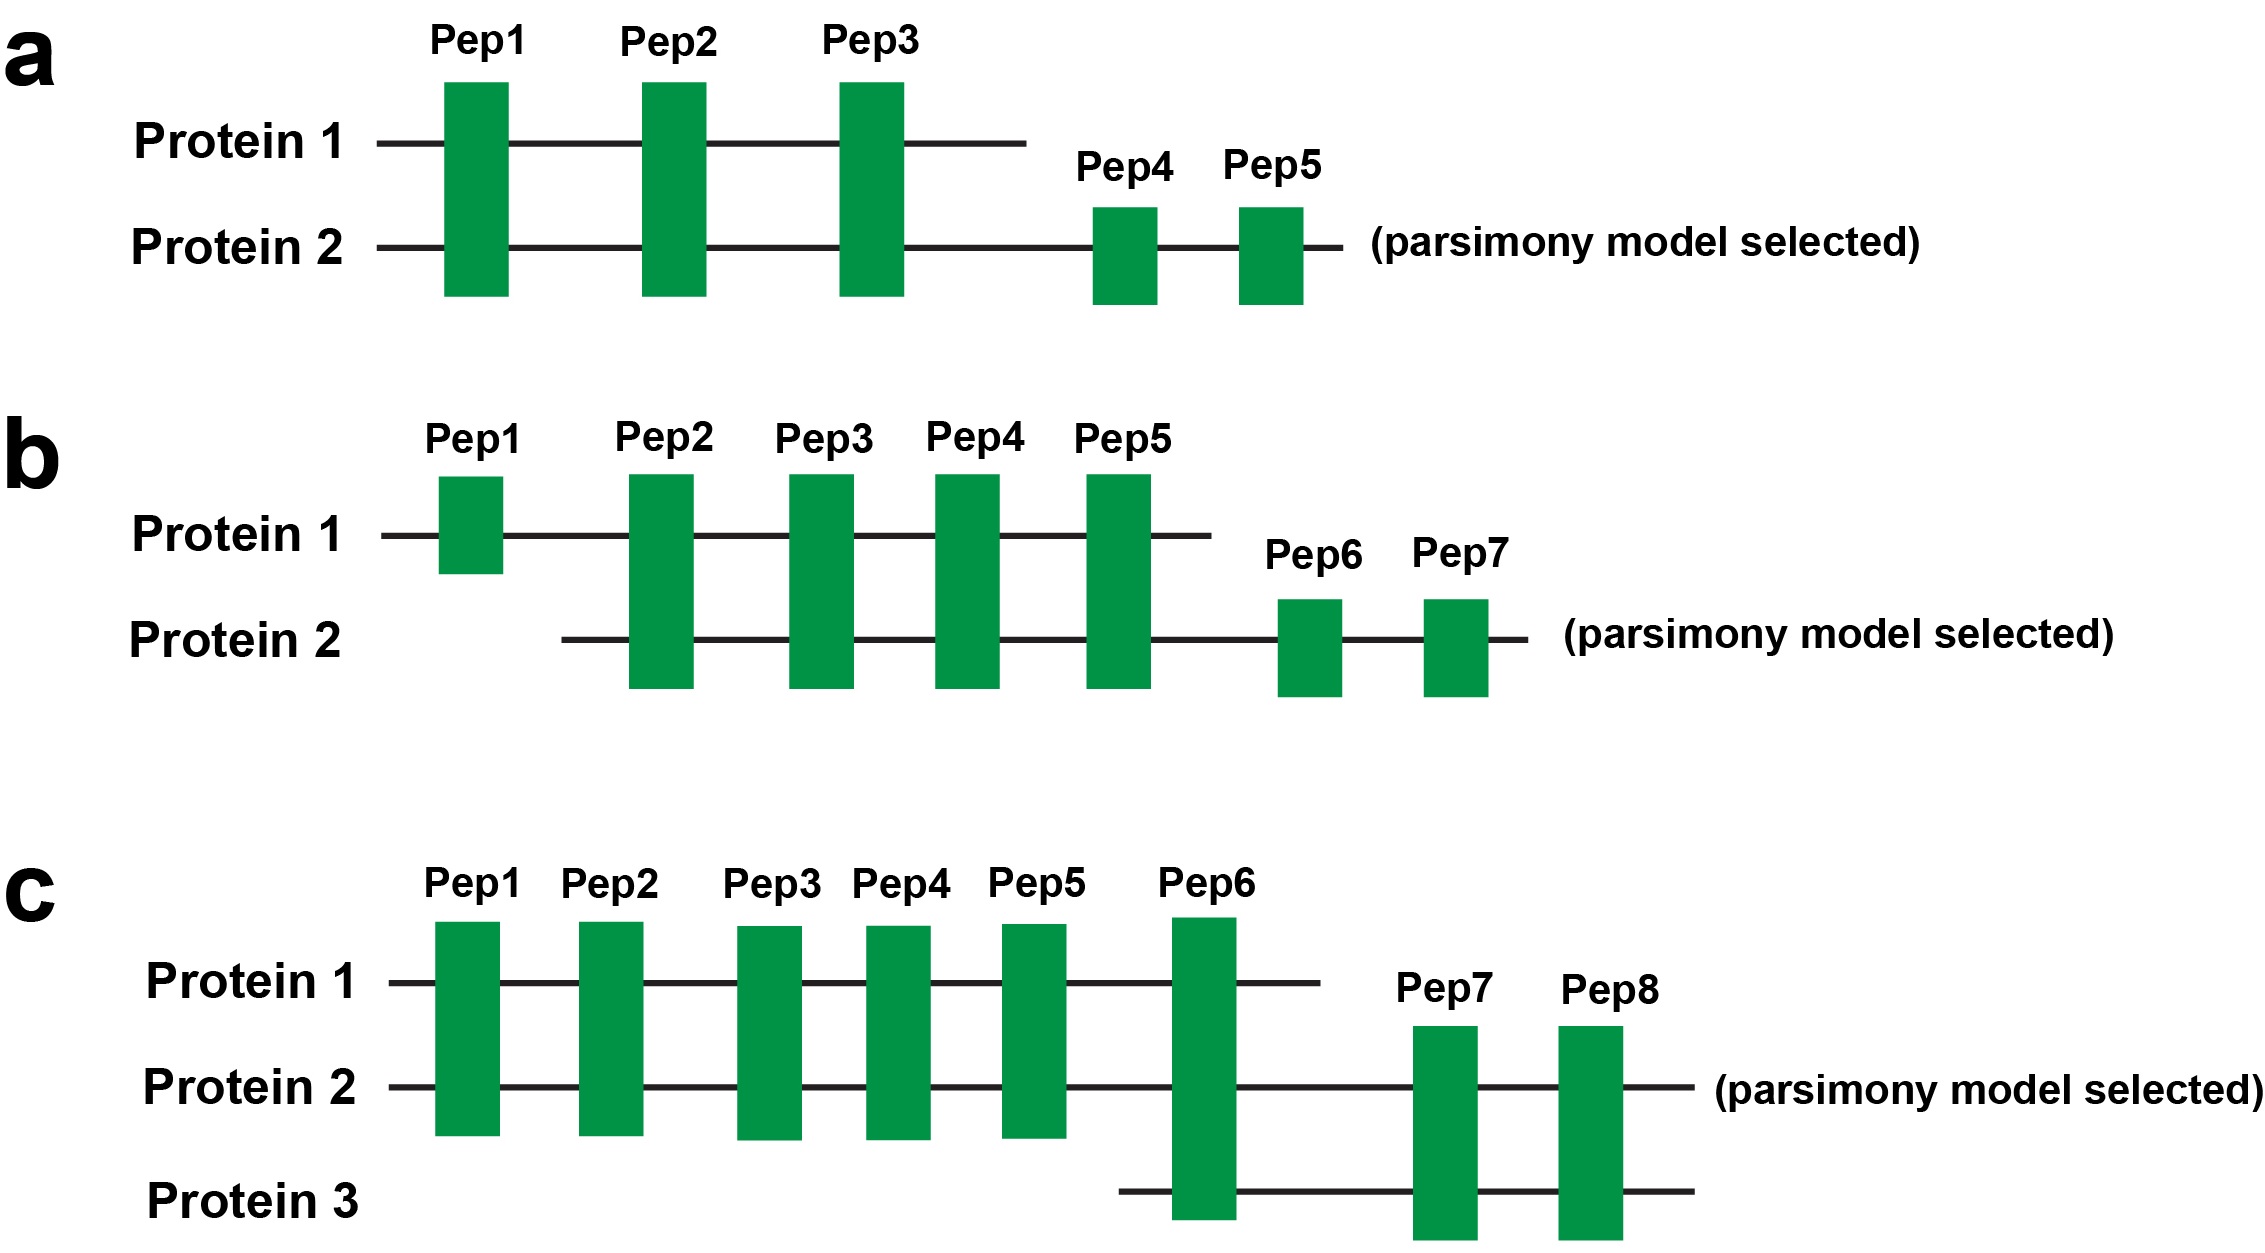 a
Pep1 Pep2 Pep3
Protein 1
Pep4 Pep5
Protein 2 (parsimony model selected)
b
Pep1 Pep2 Pep3 Pep4 Pep5
Protein 1
Pep6 Pep7
Protein 2 (parsimony model selected)
c
Pep1 Pep2 Pep3 Pep4 Pep5 Pep6
Protein 1
Pep7 Pep8
Protein 2 (parsimony model selected)
Protein 3